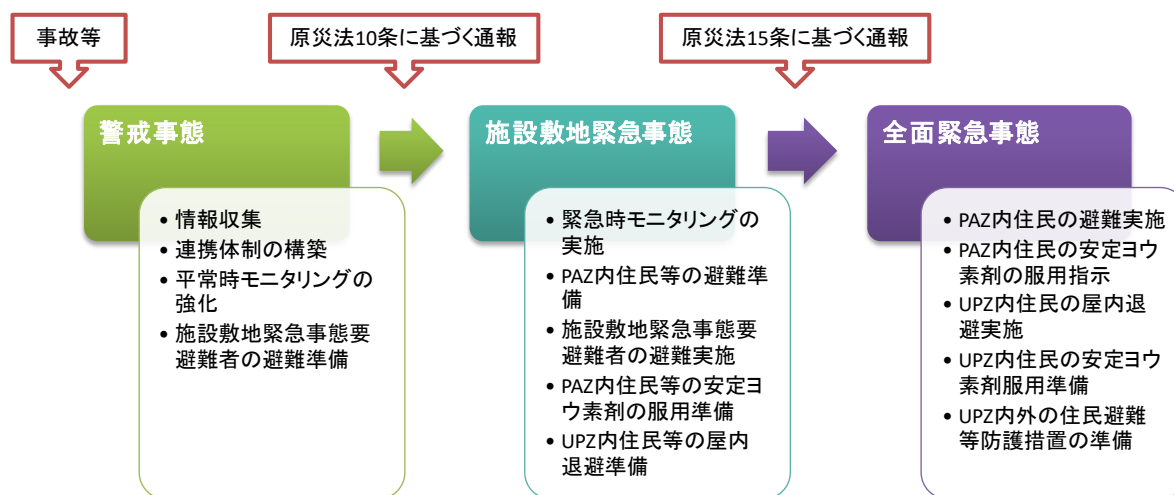 事故等
原災法10条に基づく通報
原災法15条に基づく通報
警戒事態
• 情報収集
• 連携体制の構築
• 平常時モニタリングの
強化
• 施設敷地緊急事態要
避難者の避難準備
施設敷地緊急事態
• 緊急時モニタリングの
実施
• PAZ内住民等の避難準
備
• 施設敷地緊急事態要
避難者の避難実施
• PAZ内住民等の安定ヨ
ウ素剤の服用準備
• UPZ内住民等の屋内
退避準備
全面緊急事態
• PAZ内住民の避難実施
• PAZ内住民の安定ヨウ
素剤の服用指示
• UPZ内住民の屋内退
避実施
• UPZ内住民の安定ヨウ
素剤服用準備
• UPZ内外の住民避難
等防護措置の準備